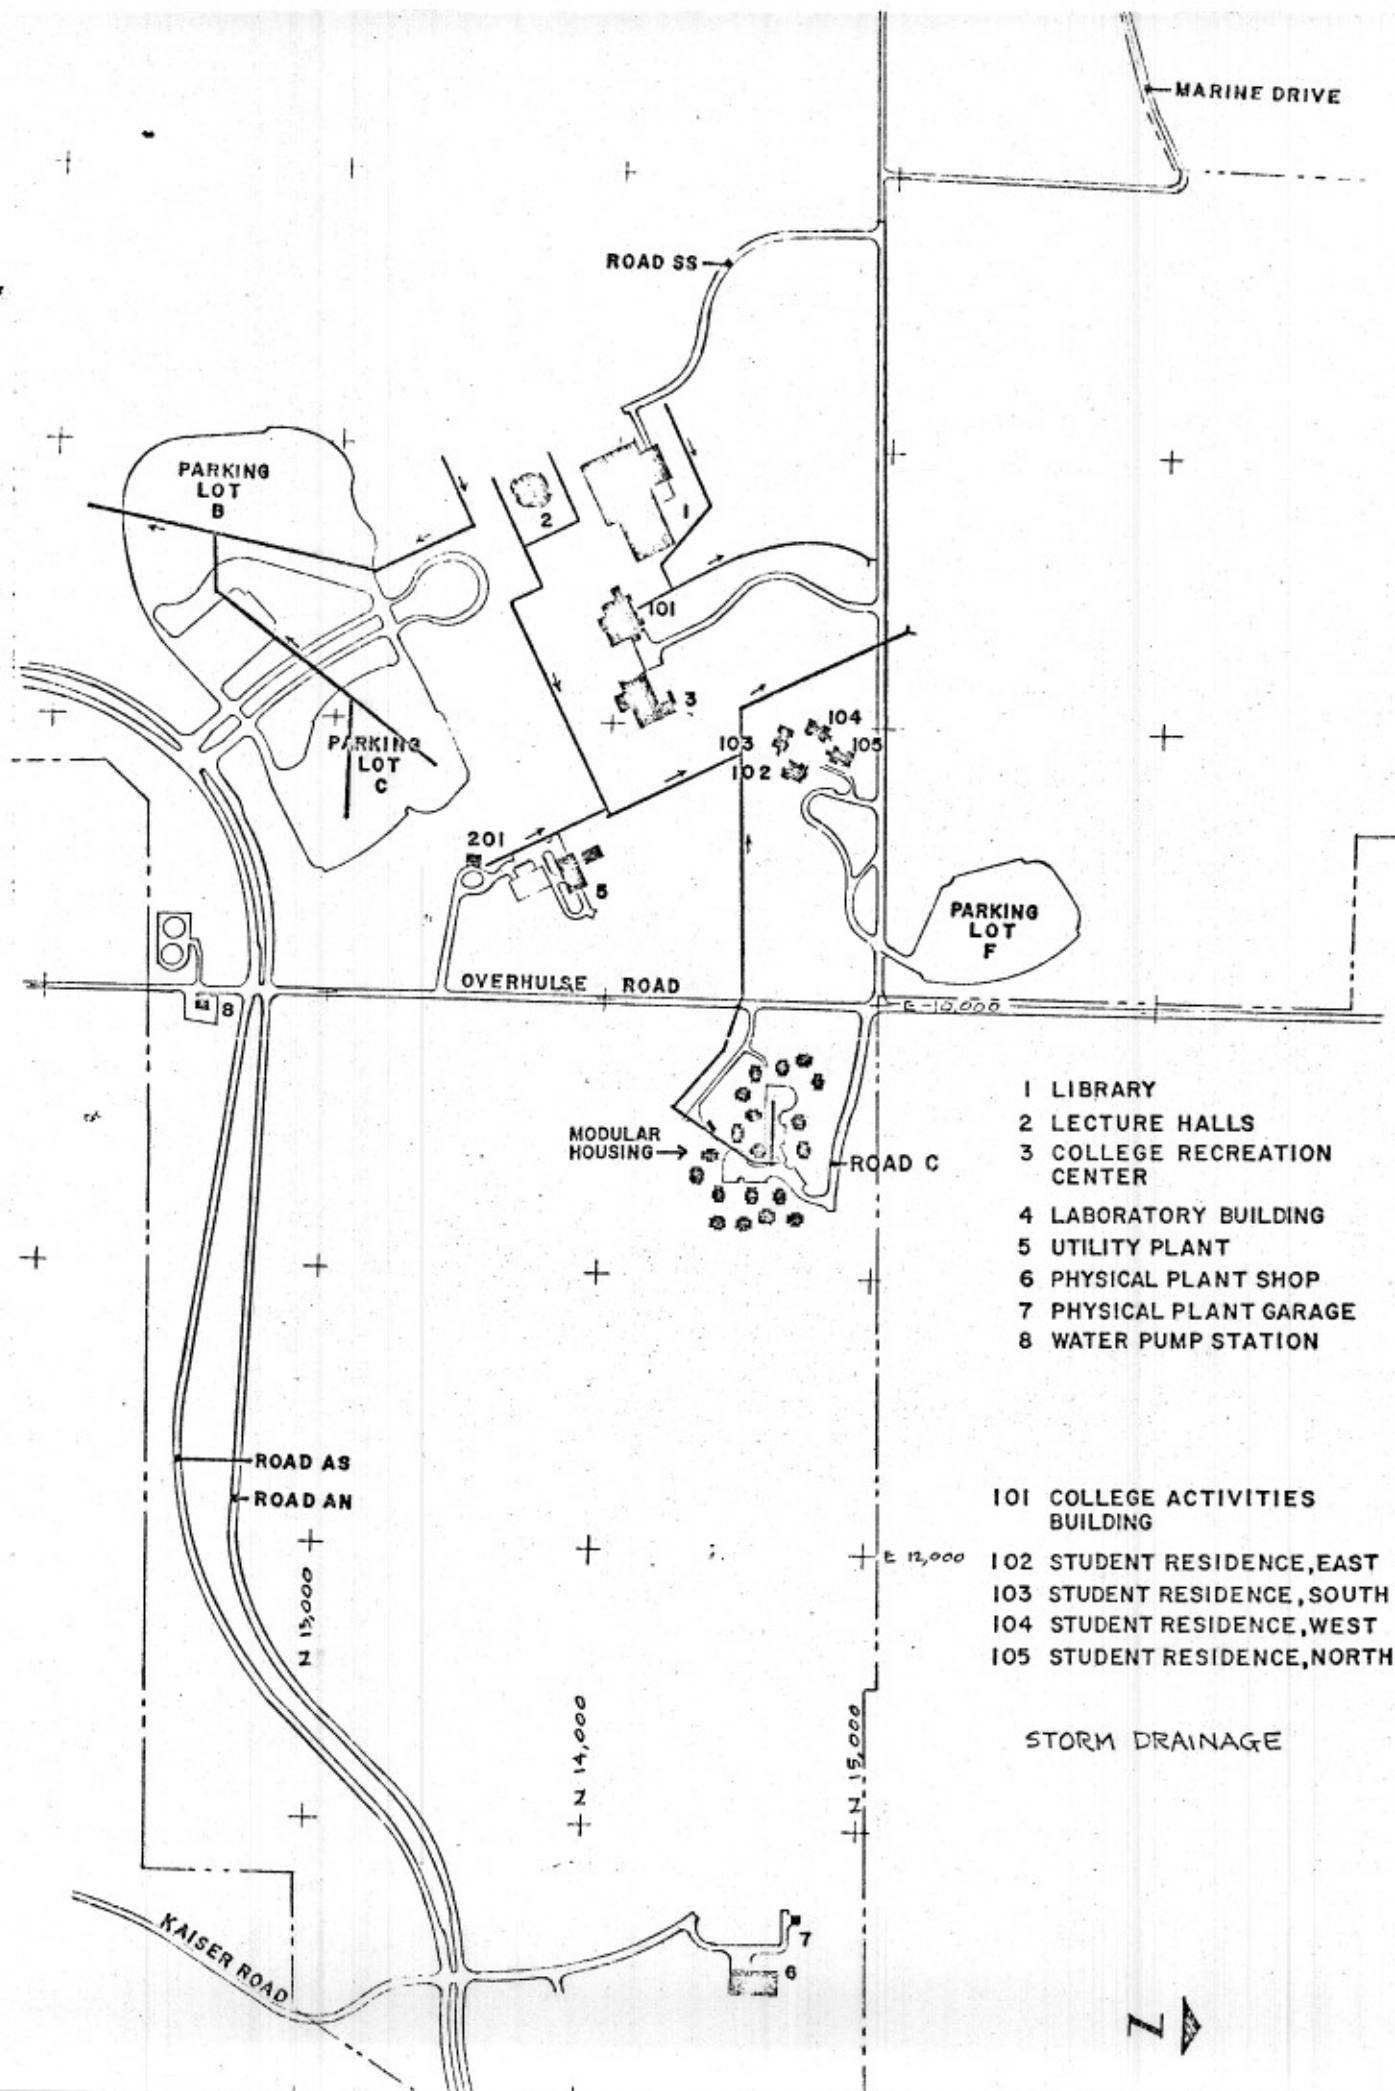 MARINE DRIVE
ROAD SS
PARKING
LOT
B
2
1
101
3
PARKING
LOT
C
103
104
105
102
201
5
PARKING
LOT
F
OVERHULSE ROAD
E 10,000
8
MODULAR
HOUSING
ROAD C
1 LIBRARY
2 LECTURE HALLS
3 COLLEGE RECREATION
CENTER
4 LABORATORY BUILDING
5 UTILITY PLANT
6 PHYSICAL PLANT SHOP
7 PHYSICAL PLANT GARAGE
8 WATER PUMP STATION
ROAD AS
ROAD AN
101 COLLEGE ACTIVITIES
BUILDING
E 12,000
102 STUDENT RESIDENCE, EAST
103 STUDENT RESIDENCE, SOUTH
104 STUDENT RESIDENCE, WEST
105 STUDENT RESIDENCE, NORTH
N 13,000
N 14,000
N 15,000
STORM DRAINAGE
KAISER ROAD
7
6
N